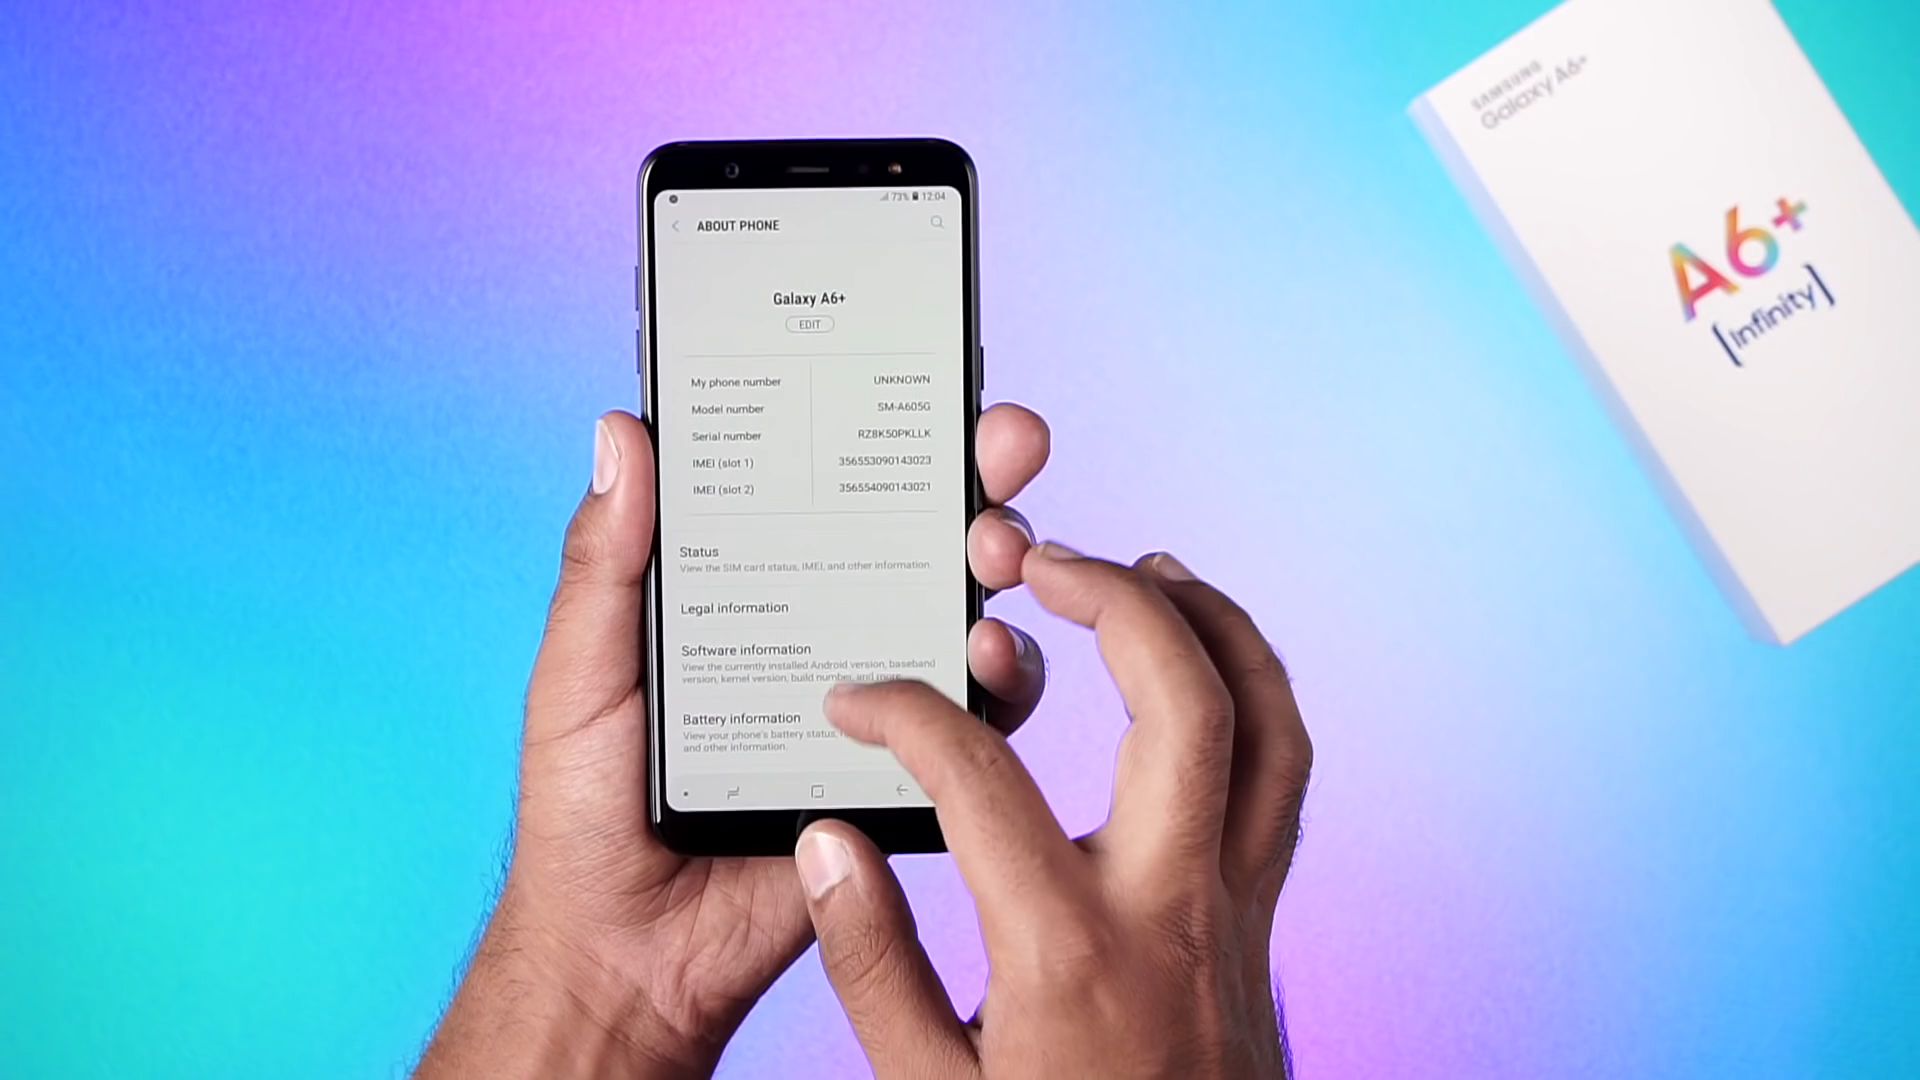 73% 12:04
ABOUT PHONE
Galaxy A6+
EDIT
My phone number UNKNOWN
Model number SM-A605G
Serial number RZ8K50PKLLK
IMEI (slot 1) 356553090143023
IMEI (slot 2) 356554090143021
Status
View the SIM card status, IMEI, and other information.
Legal information
Software information
View the currently installed Android version, baseband
version, kernel version, build number, and more.
Battery information
View your phone's battery status,
and other information.
SAMSUNG
Galaxy A6+
A6+
[Infinity]